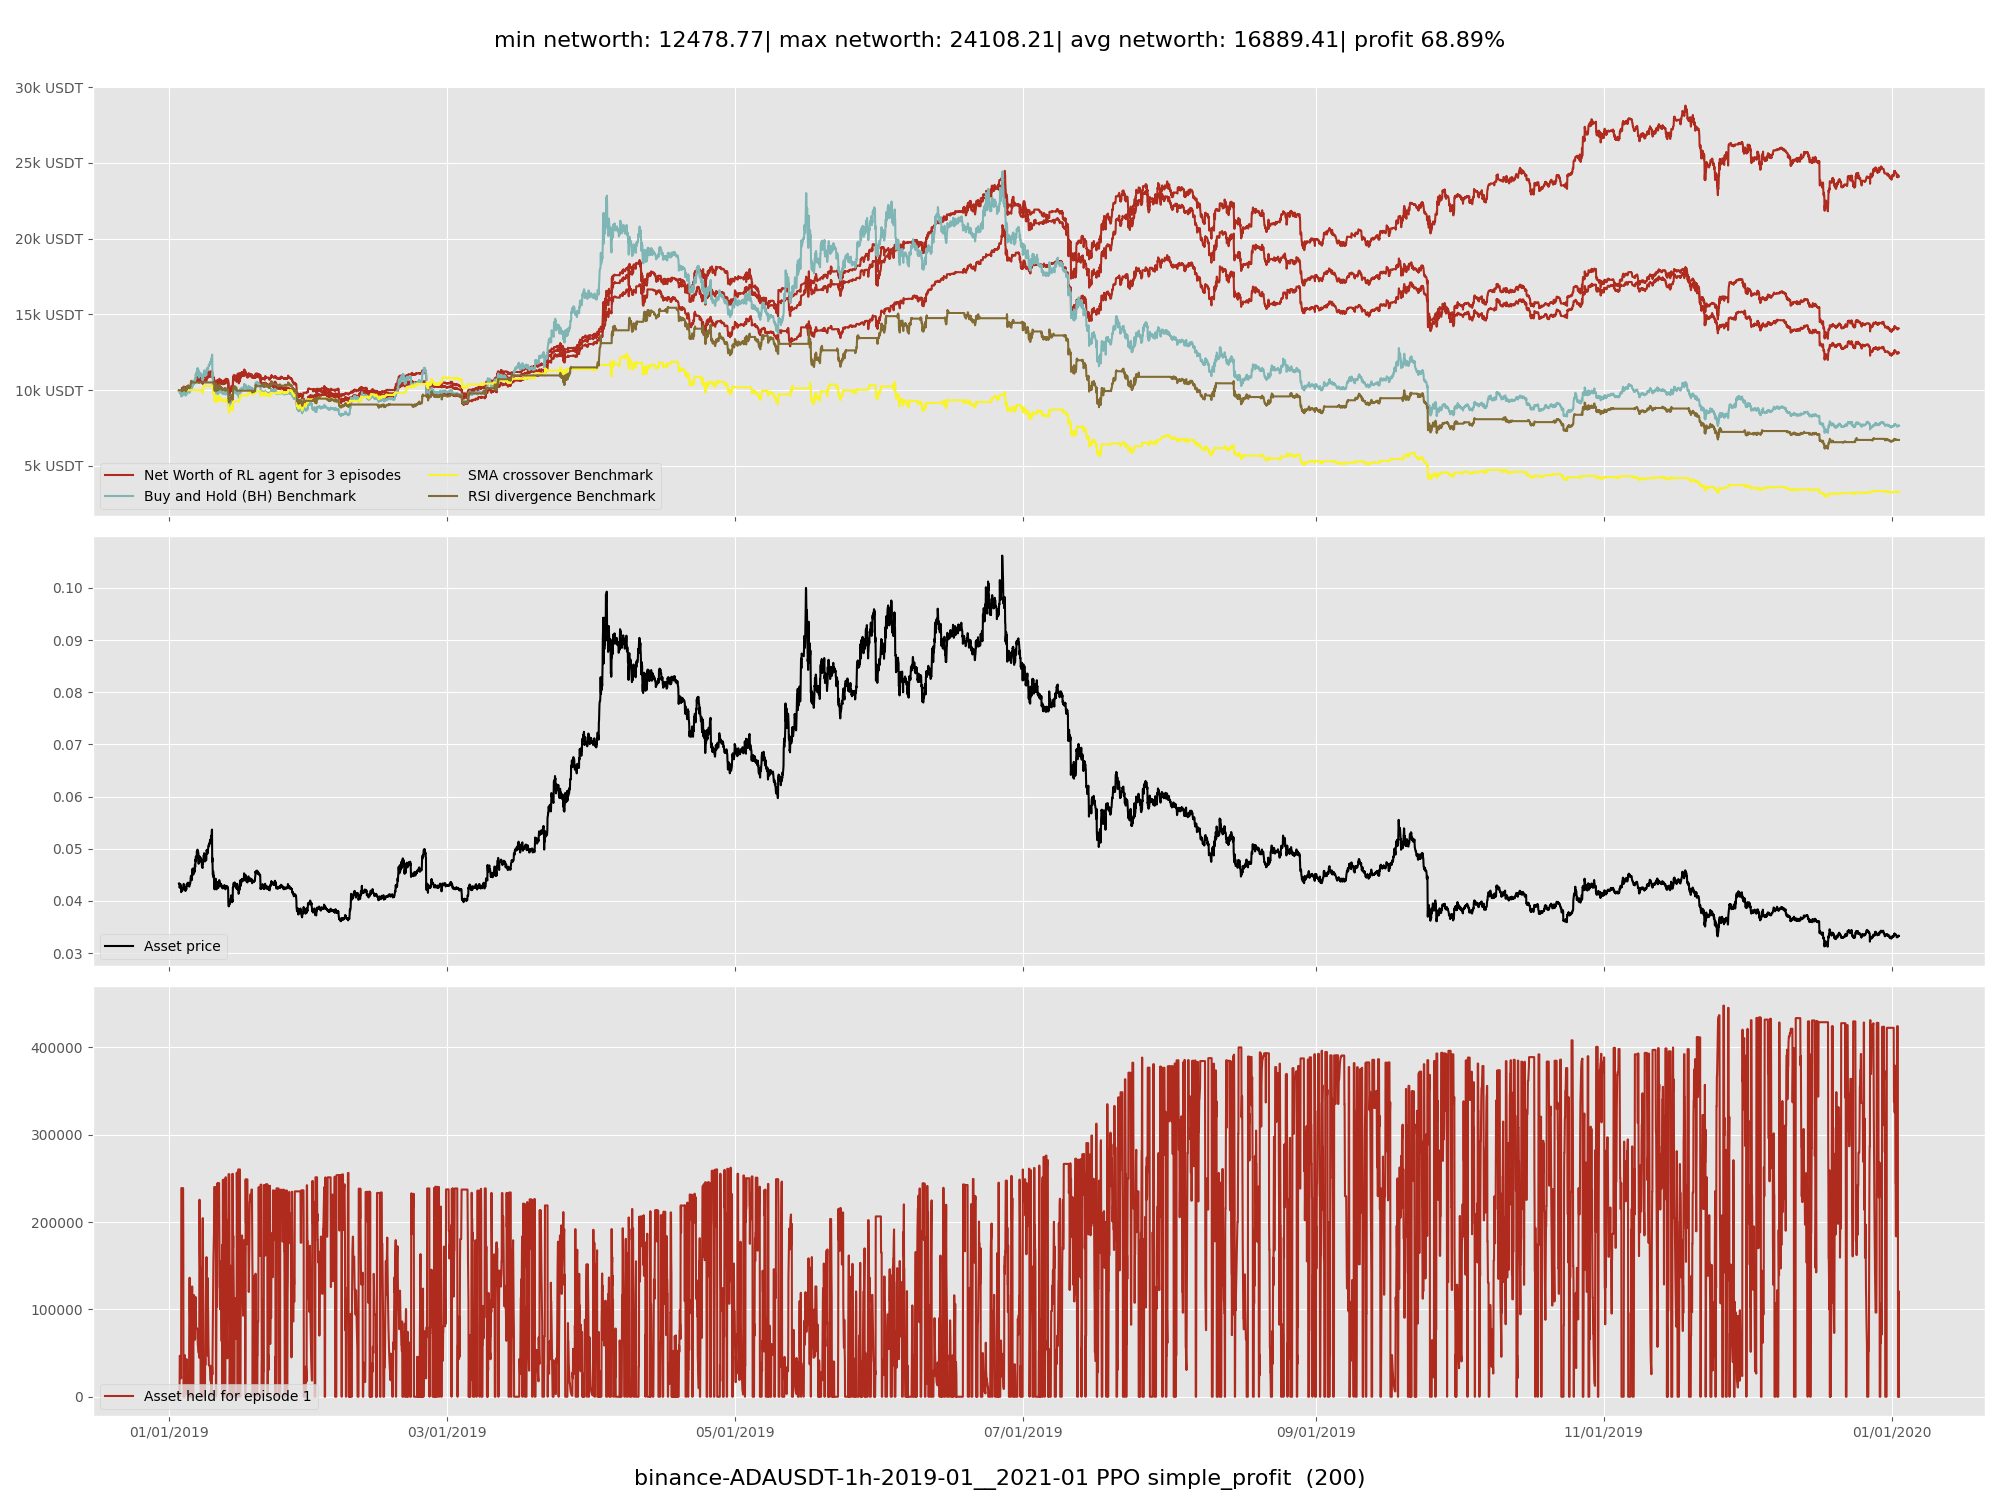 min networth: 12478.77| max networth: 24108.21| avg networth: 16889.41| profit 68.89%
30k USDT
25k USDT
20k USDT
15k USDT
10k USDT
5k USDT
Net Worth of RL agent for 3 episodes
Buy and Hold (BH) Benchmark
SMA crossover Benchmark
RSI divergence Benchmark
0.10
0.09
0.08
0.07
0.06
0.05
0.04
0.03
Asset price
400000
300000
200000
100000
0
Asset held for episode 1
01/01/2019 03/01/2019 05/01/2019 07/01/2019 09/01/2019 11/01/2019 01/01/2020
binance-ADAUSDT-1h-2019-01__2021-01 PPO simple_profit (200)